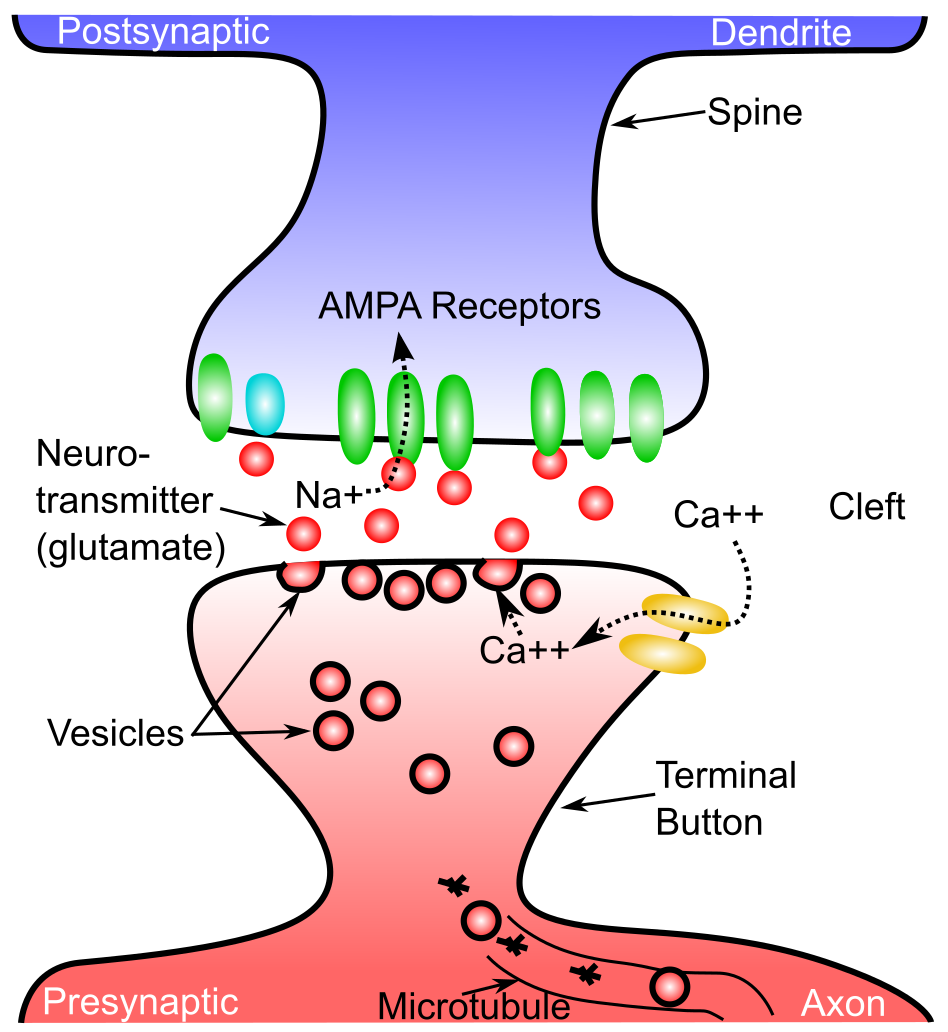 Postsynaptic
Dendrite
Spine
AMPA Receptors
Neuro-
transmitter
(glutamate)
Na+
Ca++
Cleft
Ca++
Vesicles
Terminal
Button
Microtubule
Presynaptic
Axon